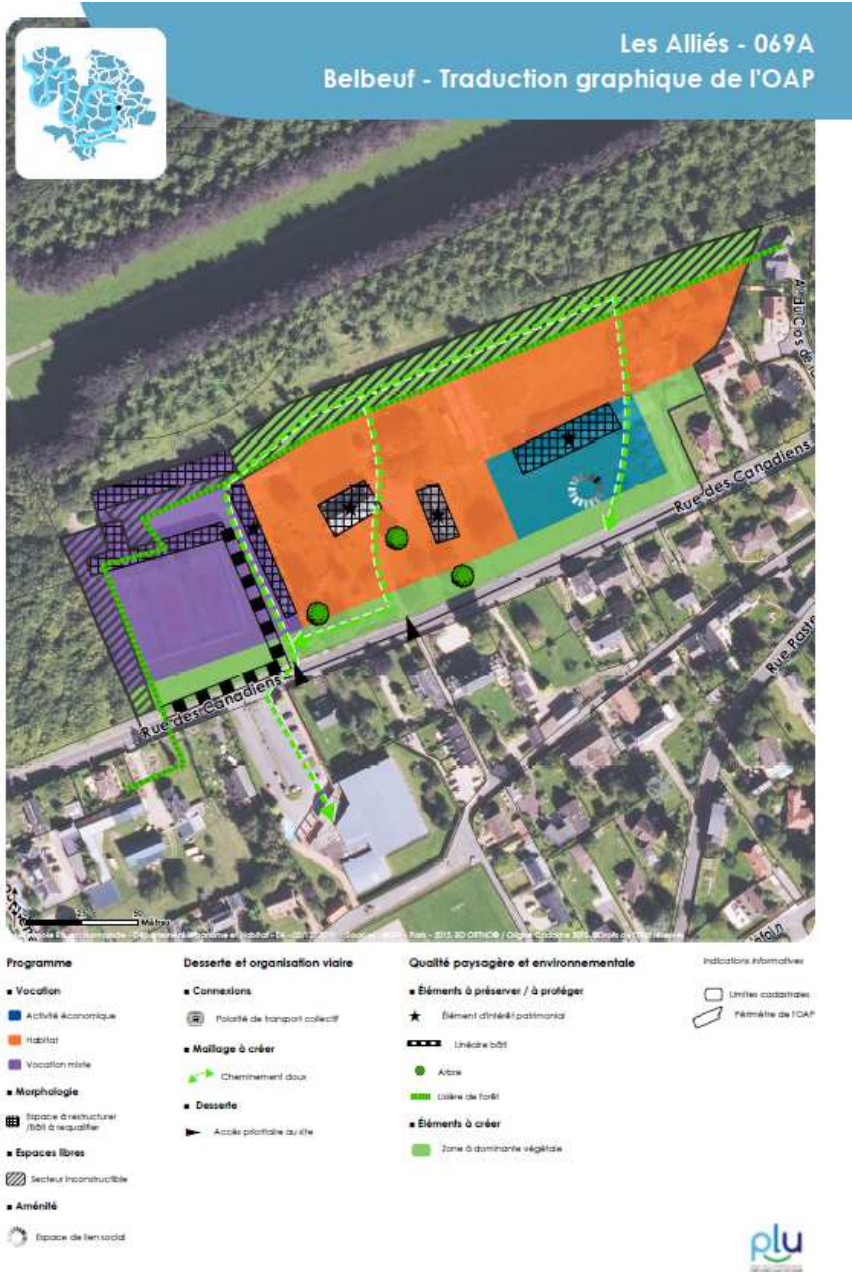 Les Alliés - 069A
Belbeuf - Traduction graphique de l'OAP
Rue des Canadiens
Rue des Canadiens
50
Mètres
Programme
■ Vocation
Activité économique
Habitat
Vocation mixte
■ Morphologie
Espace à restructurer
/Bâti à requalifier
■ Espaces libres
Secteur inconstructible
■ Aménité
Espace de lien social
Desserte et organisation viaire
■ Connexions
Polarité de transport collectif
■ Maillage à créer
Cheminement doux
■ Desserte
Accès prioritaire au site
Qualité paysagère et environnementale
■ Éléments à préserver / à protéger
Élément d'intérêt patrimonial
Linéaire bâti
Arbre
Lisière de forêt
■ Éléments à créer
Zone à dominante végétale
Indications informatives
Limites cadastrales
Périmètre de l'OAP
plu